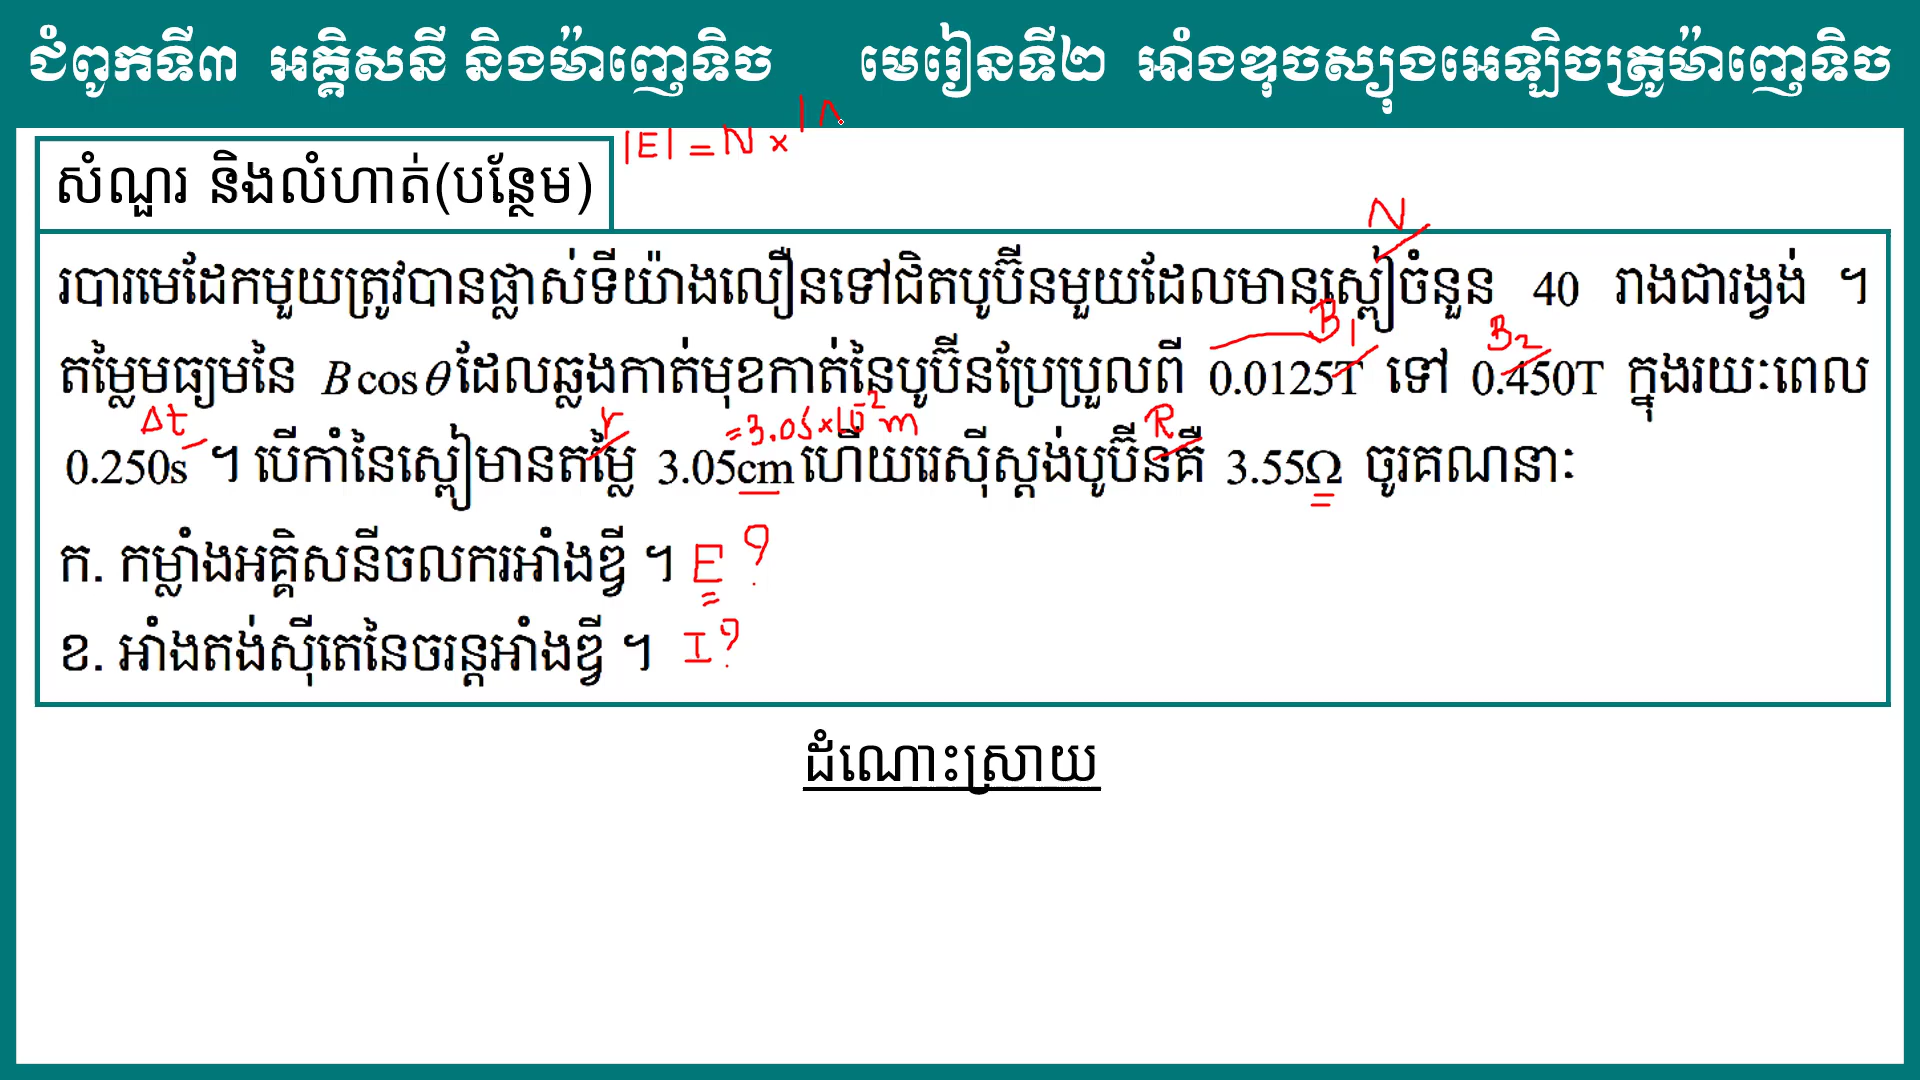 ជំពូកទី៣ អគ្គិសនី និងម៉ាញេទិច មេរៀនទី២ អាំងឌុចស្យុងអេឡិចត្រូម៉ាញេទិច
|E| = N × | Λ
សំណួរ និងលំហាត់(បន្ថែម)
N
របារមេដែកមួយត្រូវបានផ្លាស់ទីយ៉ាងលឿនទៅជិតបូប៊ីនមួយដែលមានស្ពៀចំនួន 40 រាងជារង្វង់ ។
B₁ B₂
តម្លៃមធ្យមនៃ B cos θ ដែលឆ្លងកាត់មុខកាត់នៃបូប៊ីនប្រែប្រួលពី 0.0125T ទៅ 0.450T ក្នុងរយៈពេល
Δt r = 3.05×10⁻² m R
0.250s ។ បើកាំនៃស្ពៀមានតម្លៃ 3.05cm ហើយរេស៊ីស្តង់បូប៊ីនគឺ 3.55Ω ចូរគណនាៈ
ក. កម្លាំងអគ្គិសនីចលករអាំងឌ្វី ។ E ?
ខ. អាំងតង់ស៊ីតេនៃចរន្តអាំងឌ្វី ។ I ?
ដំណោះស្រាយ